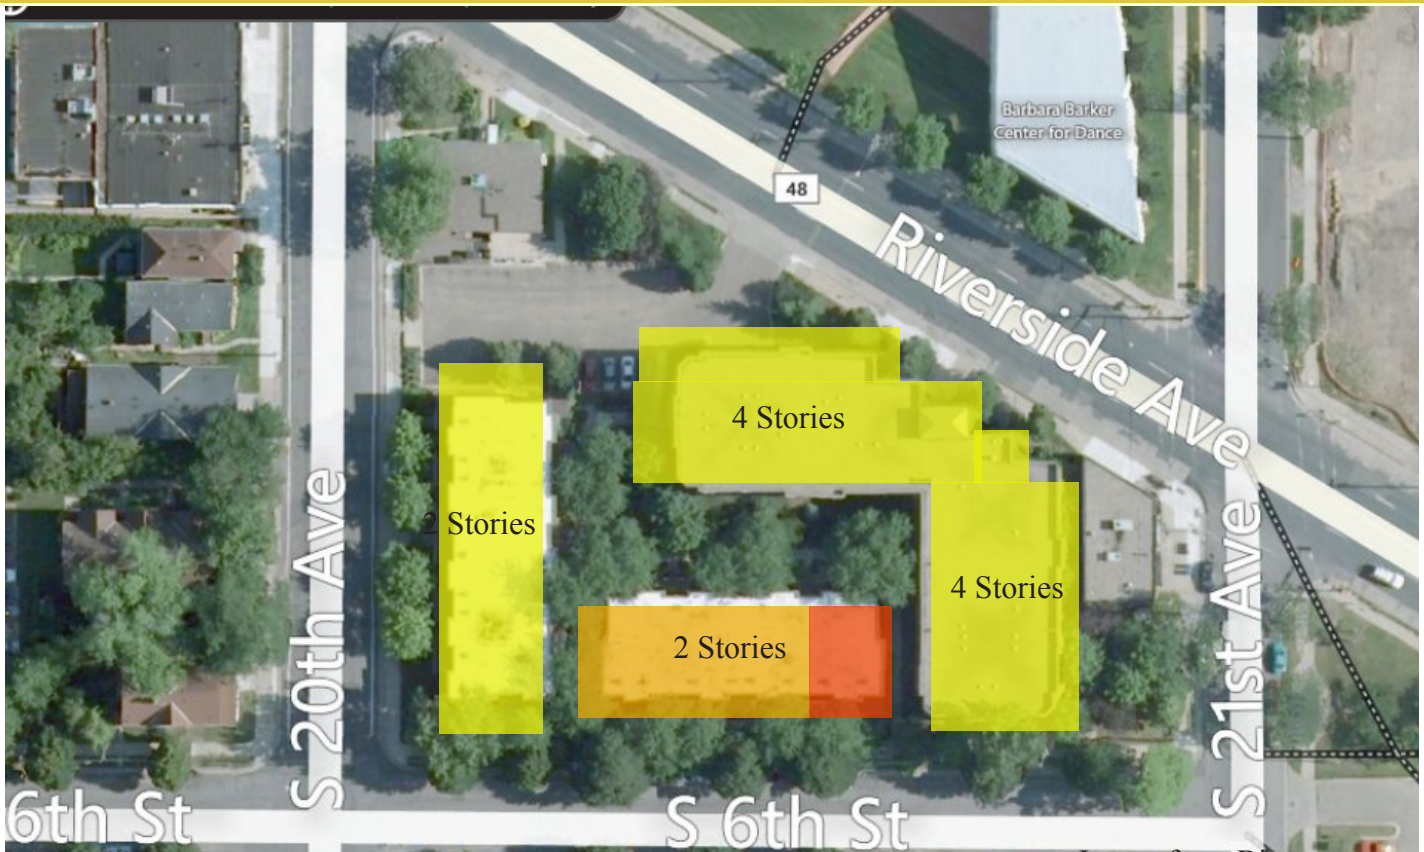 Barbara Barker
Center for Dance
48
Riverside Ave
4 Stories
2 Stories
4 Stories
2 Stories
S 20th Ave
S 21st Ave
6th St
S 6th St